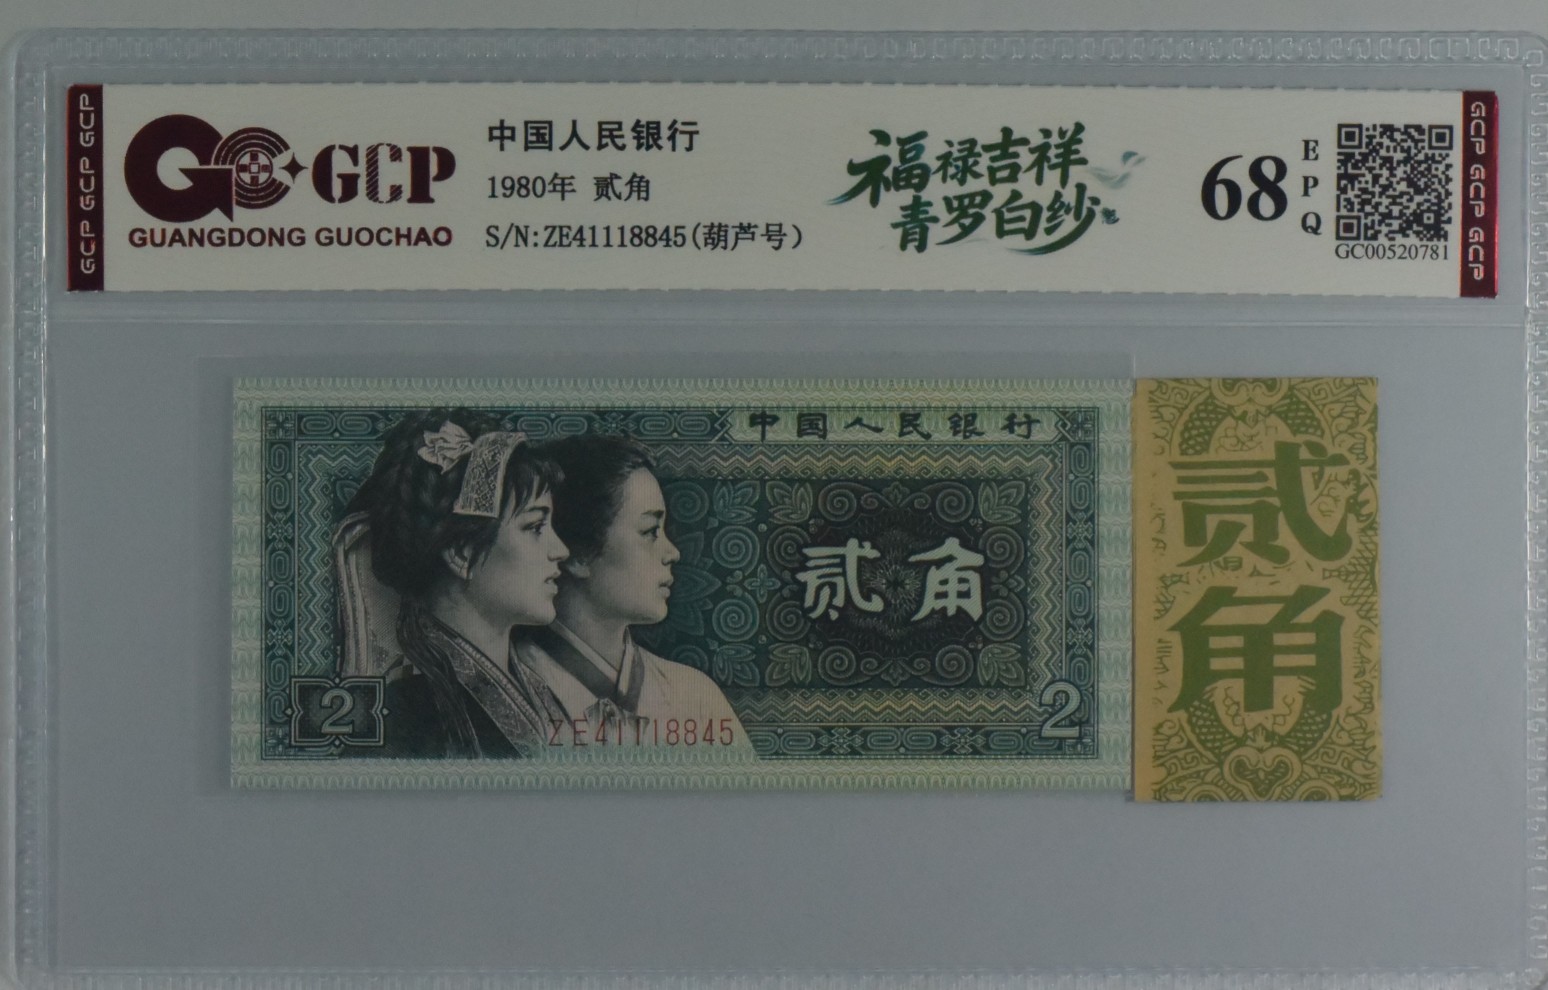 GCP GCP GCP
GCP
GUANGDONG GUOCHAO
中国人民银行
1980年 贰角
S/N:ZE41118845(葫芦号)
福禄吉祥
青罗白纱
68
EPQ
GC00520781
GCP GCP GCP
中国人民银行
贰角
2
2
ZE41118845
贰角